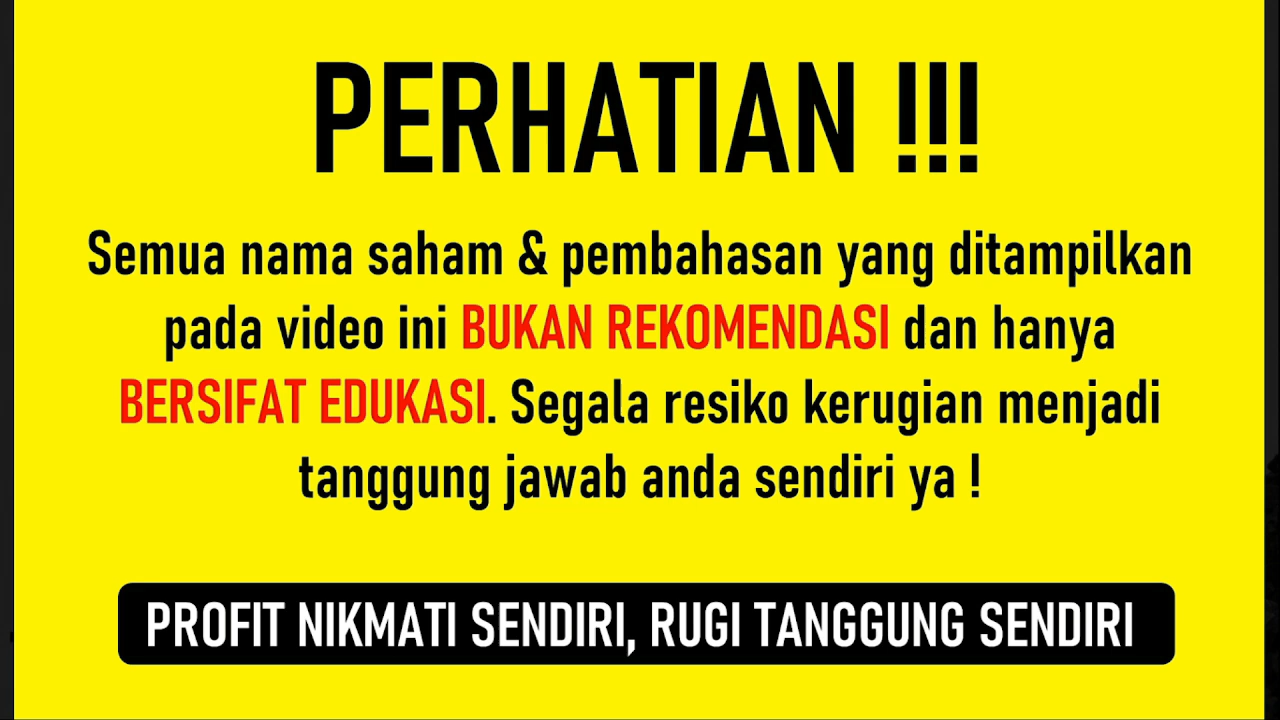 PERHATIAN !!!
Semua nama saham & pembahasan yang ditampilkan
pada video ini BUKAN REKOMENDASI dan hanya
BERSIFAT EDUKASI. Segala resiko kerugian menjadi
tanggung jawab anda sendiri ya !
PROFIT NIKMATI SENDIRI, RUGI TANGGUNG SENDIRI